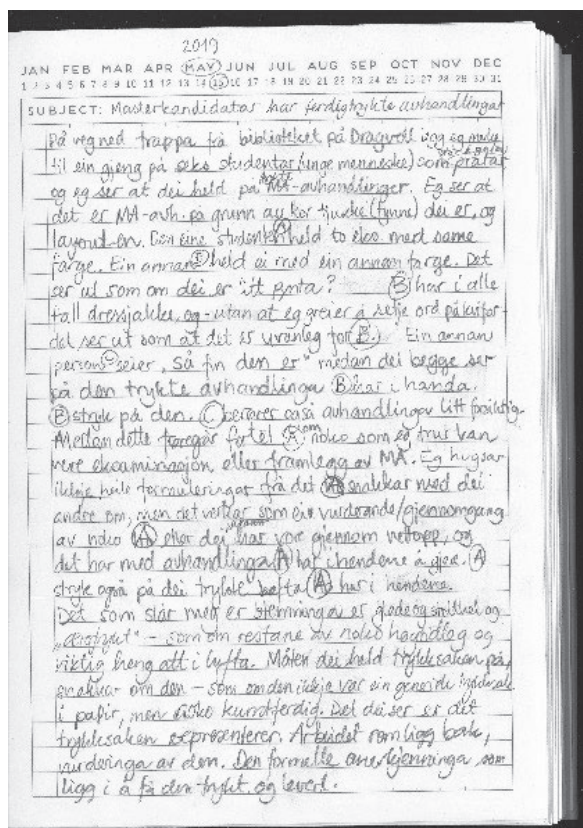 2019
JAN FEB MAR APR MAY JUN JUL AUG SEP OCT NOV DEC
1 2 3 4 5 6 7 8 9 10 11 12 13 14 15 16 17 18 19 20 21 22 23 24 25 26 27 28 29 30 31
SUBJECT: Masterkandidatar har ferdigtrykte avhandlingar
På veg ned trappa frå biblioteket på Dragvoll ser eg
til ein gjeng på studentar (unge menneske) som pratar
og eg ser at dei held på trykte MA-avhandlinger. Eg ser at
det er MA-avh. på grunn av kor tjukke (tynne) dei er, og
layouten. Ein eine studenten A held to eks. med same
farge. Ein annan B held ei med ein annan farge. Det
ser ut som om dei er pynta? B har i alle
fall dressjakke, og - utan at eg greier å setje ord på kvifor
det ser ut som at det er uvanleg for B. Ein annan
person C seier "Så fin den er" medan dei begge ser
på den trykte avhandlinga B har i handa.
B stryk på den. C berører også avhandlinga litt forsiktig.
Medan dette foregår fortel A om noko som eg trur kan
vere eksaminasjon, eller framlegg av MA. Eg hugsar
ikkje heile formuleringar frå det A snakkar med dei
andre om, men det verkar som ein vurderande/gjennomgang
av noko A eller dei har vore gjennom nettopp, og
det har med avhandlinga A har i hendene å gjøre. A
stryk også på dei trykte hefta A har i hendene.
Det som slår meg er stemninga av glede og stoltheit og
"ærefrykt" - som om restane av noko høgtideleg og
viktig heng att i lufta. Måten dei held trykksaken på,
snakkar om den - som om den ikkje var ein
i papir, men noko kunstferdig. Det dei ser er det
trykksaken representerer. Arbeidet som ligg bak,
vurderinga av den. Den formelle anerkjenninga som
ligg i å få den trykt og levert.